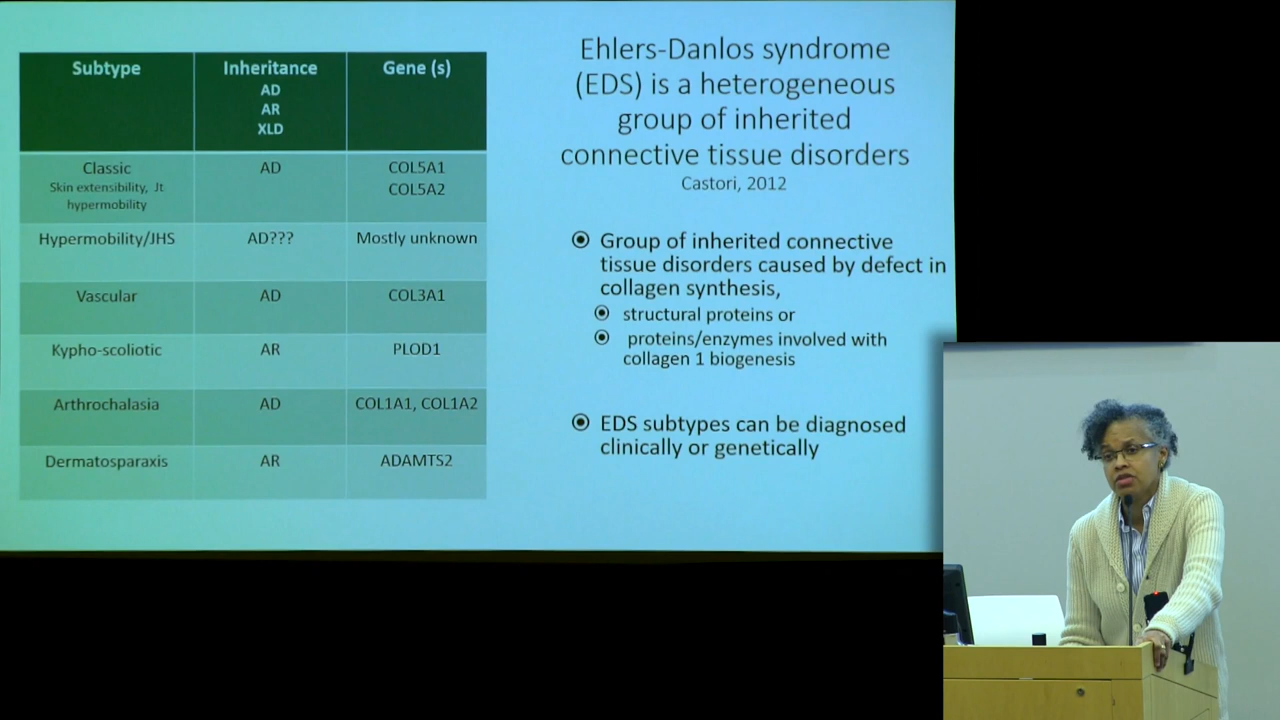 Subtype Inheritance Gene (s)
AD
AR
XLD
Classic AD COL5A1
Skin extensibility, Jt COL5A2
hypermobility
Hypermobility/JHS AD??? Mostly unknown
Vascular AD COL3A1
Kypho-scoliotic AR PLOD1
Arthrochalasia AD COL1A1, COL1A2
Dermatosparaxis AR ADAMTS2
Ehlers-Danlos syndrome
(EDS) is a heterogeneous
group of inherited
connective tissue disorders
Castori, 2012
Group of inherited connective
tissue disorders caused by defect in
collagen synthesis,
structural proteins or
proteins/enzymes involved with
collagen 1 biogenesis
EDS subtypes can be diagnosed
clinically or genetically